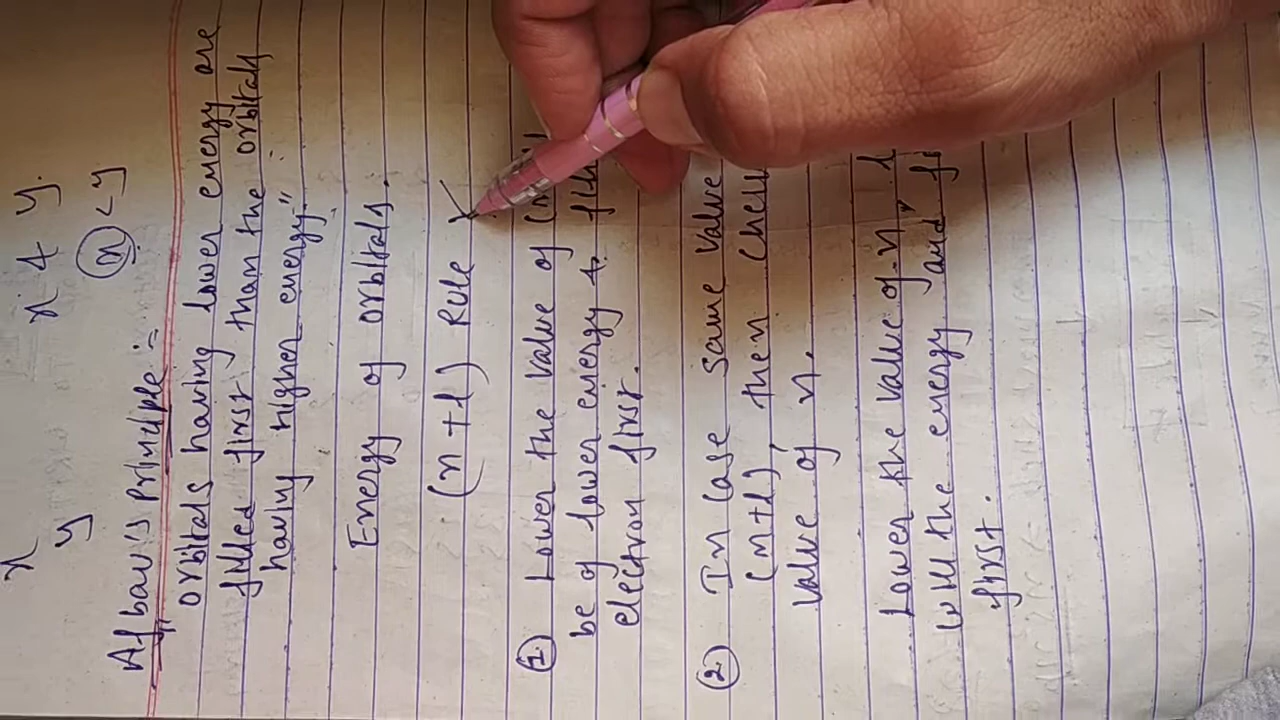 x
y
x 4 y.
(x) < y
Afbau's principle :-
orbitals having lower energy are
filled first, than the orbitals
having higher energy."
Energy of orbitals.
(n + l) Rule
① Lower the value of
be of lower energy &
electron first.
② In case same value
(n+l), then check
value of n.
Lower the value of n
will the energy and
first.